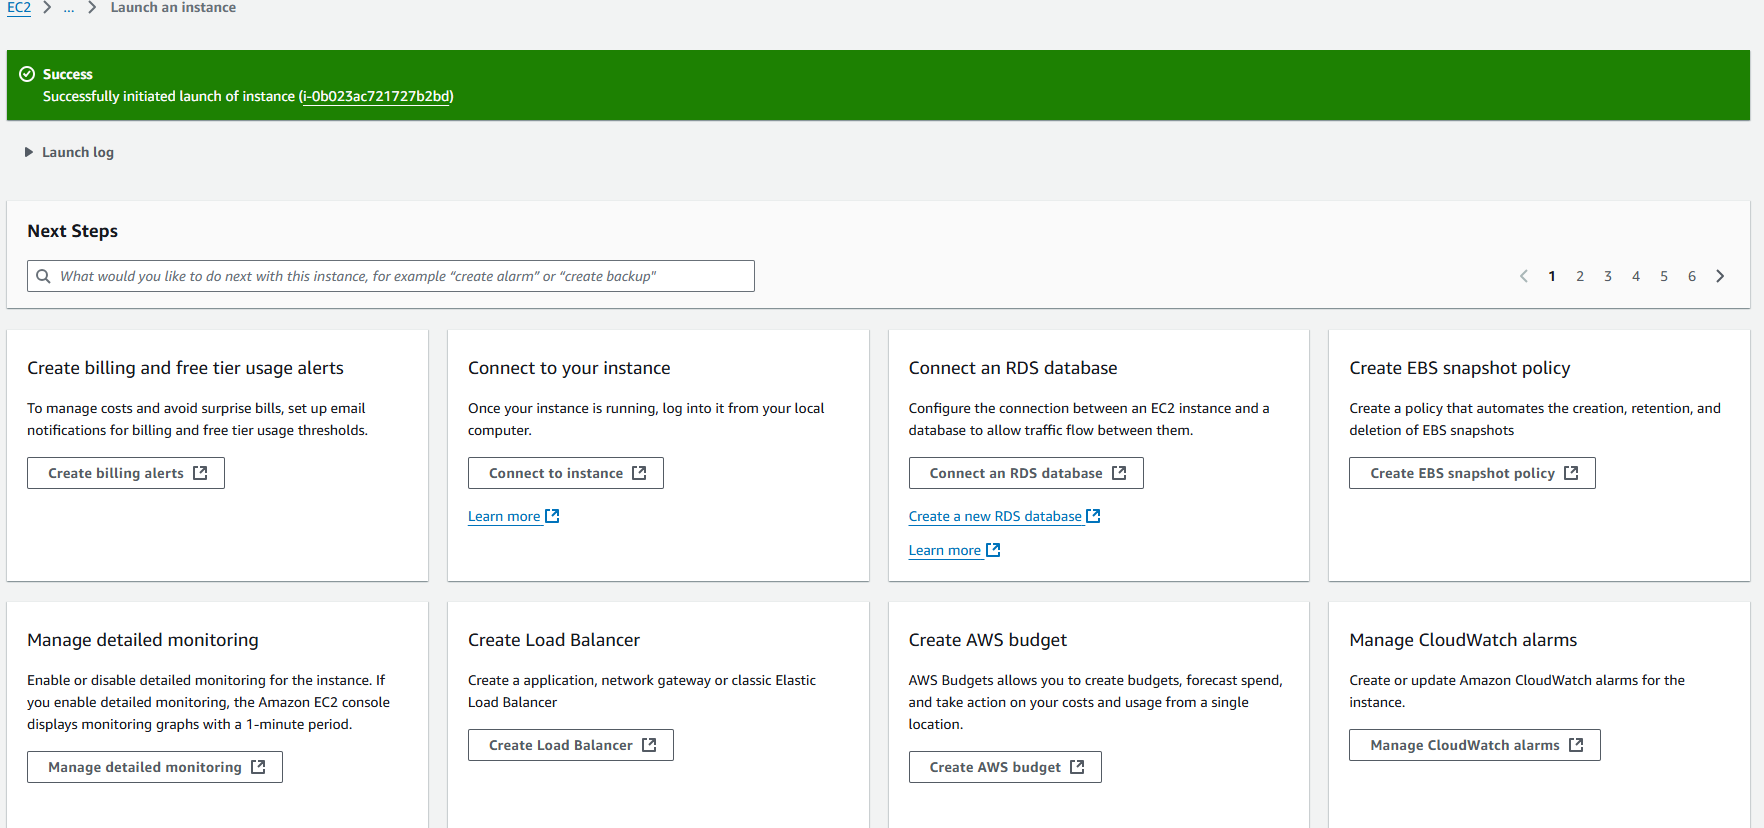 EC2 > ... > Launch an instance
Success
Successfully initiated launch of instance (i-0b023ac721727b2bd)
Launch log
Next Steps
What would you like to do next with this instance, for example “create alarm” or “create backup"
1 2 3 4 5 6
Create billing and free tier usage alerts
To manage costs and avoid surprise bills, set up email
notifications for billing and free tier usage thresholds.
Create billing alerts
Connect to your instance
Once your instance is running, log into it from your local
computer.
Connect to instance
Learn more
Connect an RDS database
Configure the connection between an EC2 instance and a
database to allow traffic flow between them.
Connect an RDS database
Create a new RDS database
Learn more
Create EBS snapshot policy
Create a policy that automates the creation, retention, and
deletion of EBS snapshots
Create EBS snapshot policy
Manage detailed monitoring
Enable or disable detailed monitoring for the instance. If
you enable detailed monitoring, the Amazon EC2 console
displays monitoring graphs with a 1-minute period.
Manage detailed monitoring
Create Load Balancer
Create a application, network gateway or classic Elastic
Load Balancer
Create Load Balancer
Create AWS budget
AWS Budgets allows you to create budgets, forecast spend,
and take action on your costs and usage from a single
location.
Create AWS budget
Manage CloudWatch alarms
Create or update Amazon CloudWatch alarms for the
instance.
Manage CloudWatch alarms